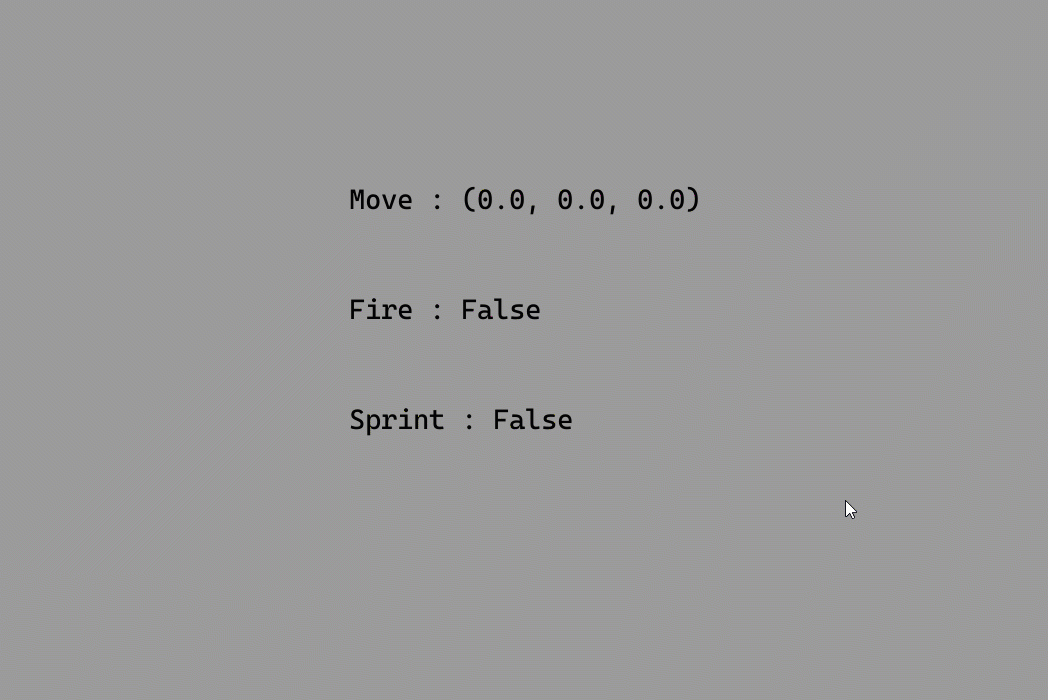 Move : (0.0, 0.0, 0.0)
Fire : False
Sprint : False